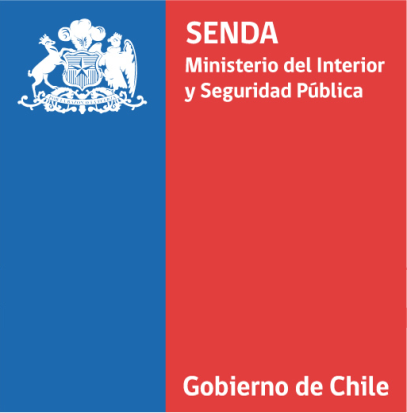 SENDA
Ministerio del Interior
y Seguridad Pública
Gobierno de Chile